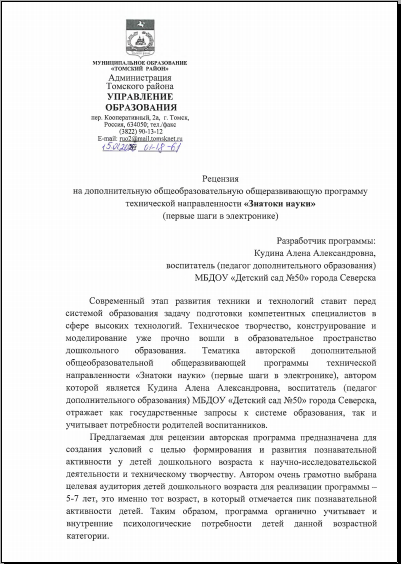 МУНИЦИПАЛЬНОЕ ОБРАЗОВАНИЕ
«ТОМСКИЙ РАЙОН»
Администрация
Томского района
УПРАВЛЕНИЕ
ОБРАЗОВАНИЯ
пер. Кооперативный, 2а, г. Томск,
Россия, 634050; тел./факс
(3822) 90-13-12
E-mail: ruo2@mail.tomsknet.ru
01-18-61
Рецензия
на дополнительную общеобразовательную общеразвивающую программу
технической направленности «Знатоки науки»
(первые шаги в электронике)
Разработчик программы:
Кудина Алена Александровна,
воспитатель (педагог дополнительного образования)
МБДОУ «Детский сад №50» города Северска
Современный этап развития техники и технологий ставит перед
системой образования задачу подготовки компетентных специалистов в
сфере высоких технологий. Техническое творчество, конструирование и
моделирование уже прочно вошли в образовательное пространство
дошкольного образования. Тематика авторской дополнительной
общеобразовательной общеразвивающей программы технической
направленности «Знатоки науки» (первые шаги в электронике), автором
которой является Кудина Алена Александровна, воспитатель (педагог
дополнительного образования) МБДОУ «Детский сад №50» города Северска,
отражает как государственные запросы к системе образования, так и
учитывает потребности родителей воспитанников.
Предлагаемая для рецензии авторская программа предназначена для
создания условий с целью формирования и развития познавательной
активности у детей дошкольного возраста к научно-исследовательской
деятельности и техническому творчеству. Автором очень грамотно выбрана
целевая аудитория детей дошкольного возраста для реализации программы –
5-7 лет, это именно тот возраст, в который отмечается пик познавательной
активности детей. Таким образом, программа органично учитывает и
внутренние психологические потребности детей данной возрастной
категории.